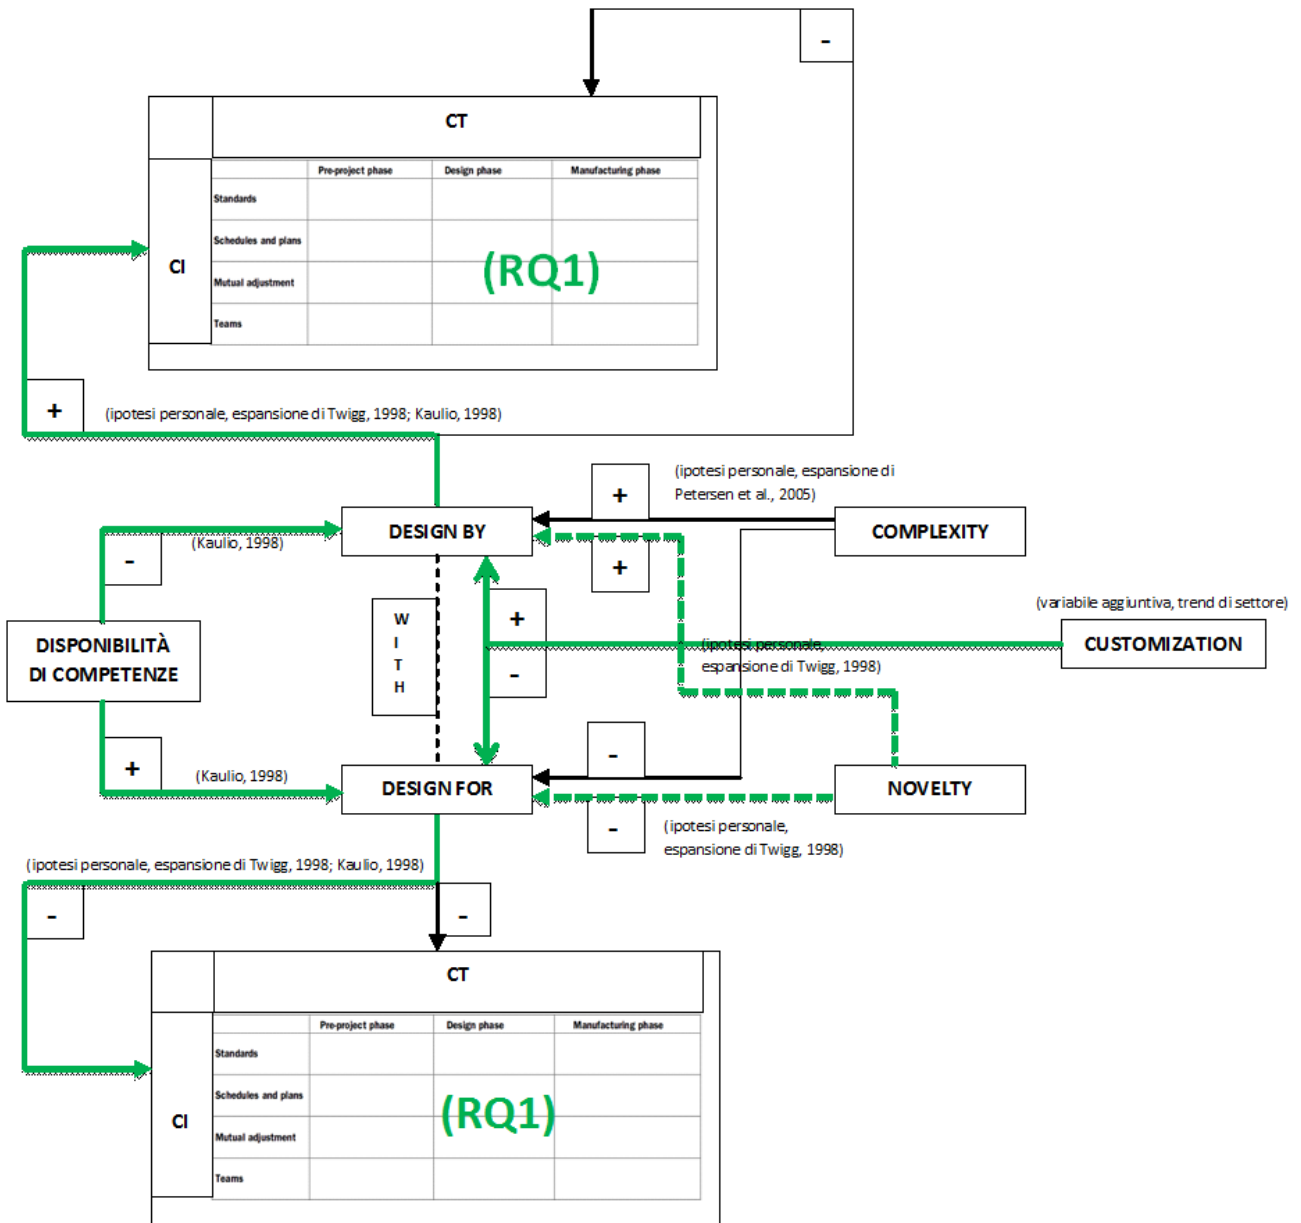 -
CT
Pre-project phase Design phase Manufacturing phase
Standards
Schedules and plans
CI
(RQ1)
Mutual adjustment
Teams
+
(ipotesi personale, espansione di Twigg, 1998; Kaulio, 1998)
(ipotesi personale, espansione di
Petersen et al., 2005)
+
DESIGN BY
COMPLEXITY
(Kaulio, 1998)
-
+
(variabile aggiuntiva, trend di settore)
W
I
T
H
+
DISPONIBILITÀ
DI COMPETENZE
(ipotesi personale,
espansione di Twigg, 1998)
CUSTOMIZATION
-
-
+
(Kaulio, 1998)
DESIGN FOR
NOVELTY
-
(ipotesi personale,
espansione di Twigg, 1998)
(ipotesi personale, espansione di Twigg, 1998; Kaulio, 1998)
-
-
CT
Pre-project phase Design phase Manufacturing phase
Standards
Schedules and plans
CI
(RQ1)
Mutual adjustment
Teams